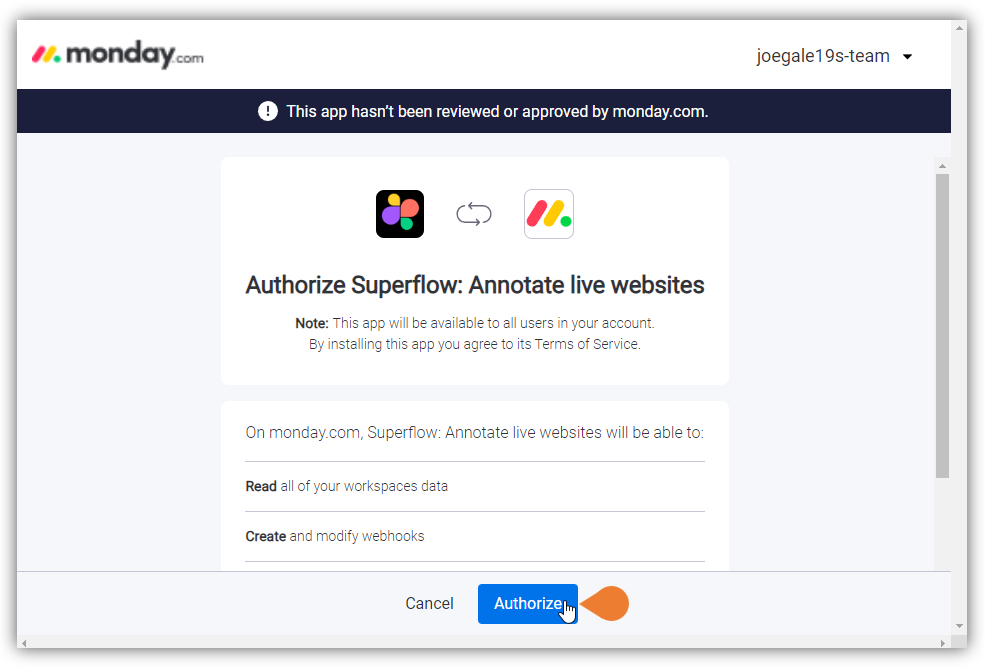 monday.com
joegale19s-team
This app hasn’t been reviewed or approved by monday.com.
Authorize Superflow: Annotate live websites
Note: This app will be available to all users in your account.
By installing this app you agree to its Terms of Service.
On monday.com, Superflow: Annotate live websites will be able to:
Read all of your workspaces data
Create and modify webhooks
Cancel
Authorize